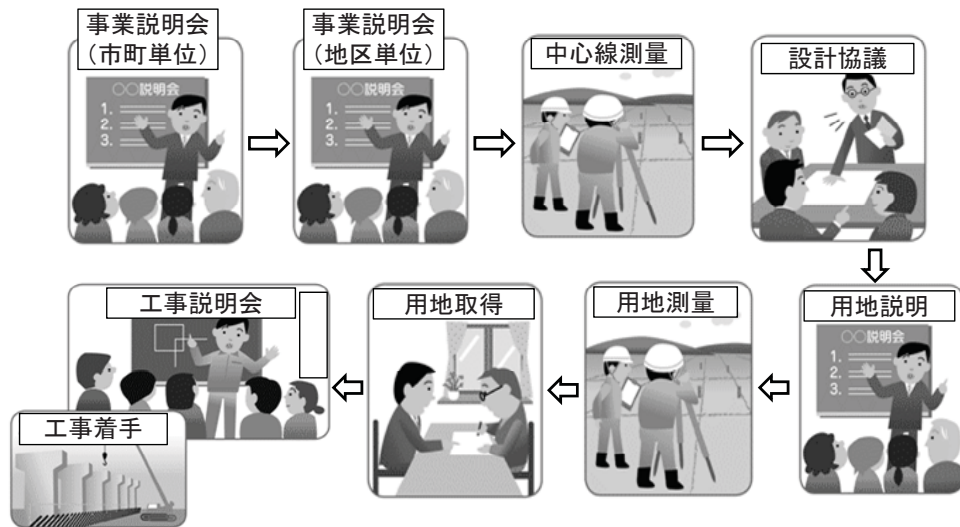 事業説明会
(市町単位)
○○説明会
1.
2.
3.
事業説明会
(地区単位)
○○説明会
1.
2.
3.
中心線測量
設計協議
用地説明
○○説明会
1.
2.
3.
用地測量
用地取得
工事説明会
工事着手